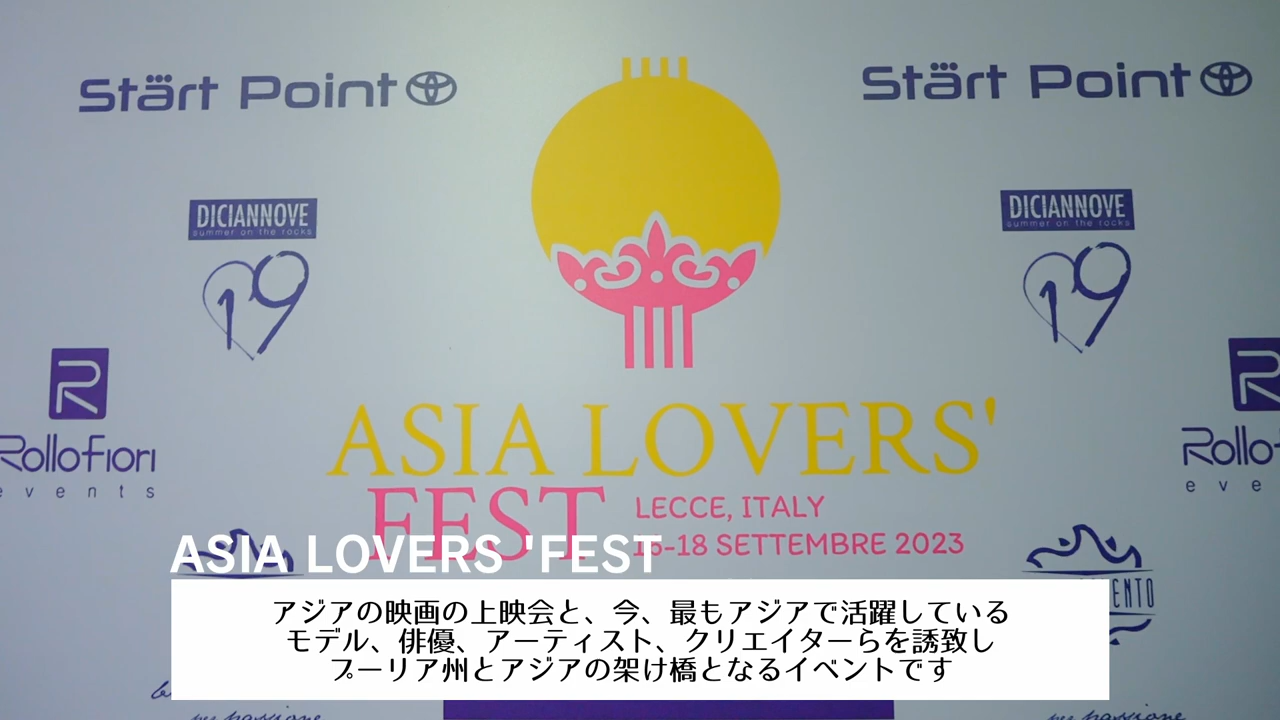 Stärt Point
Stärt Point
DICIANNOVE
summer on the rocks
19
DICIANNOVE
summer on the rocks
19
R
RolloFiori
events
ASIA LOVERS'
FEST
LECCE, ITALY
-18 SETTEMBRE 2023
ASIA LOVERS 'FEST
アジアの映画の上映会と、今、最もアジアで活躍している
モデル、俳優、アーティスト、クリエイターらを誘致し
プーリア州とアジアの架け橋となるイベントです
per passione